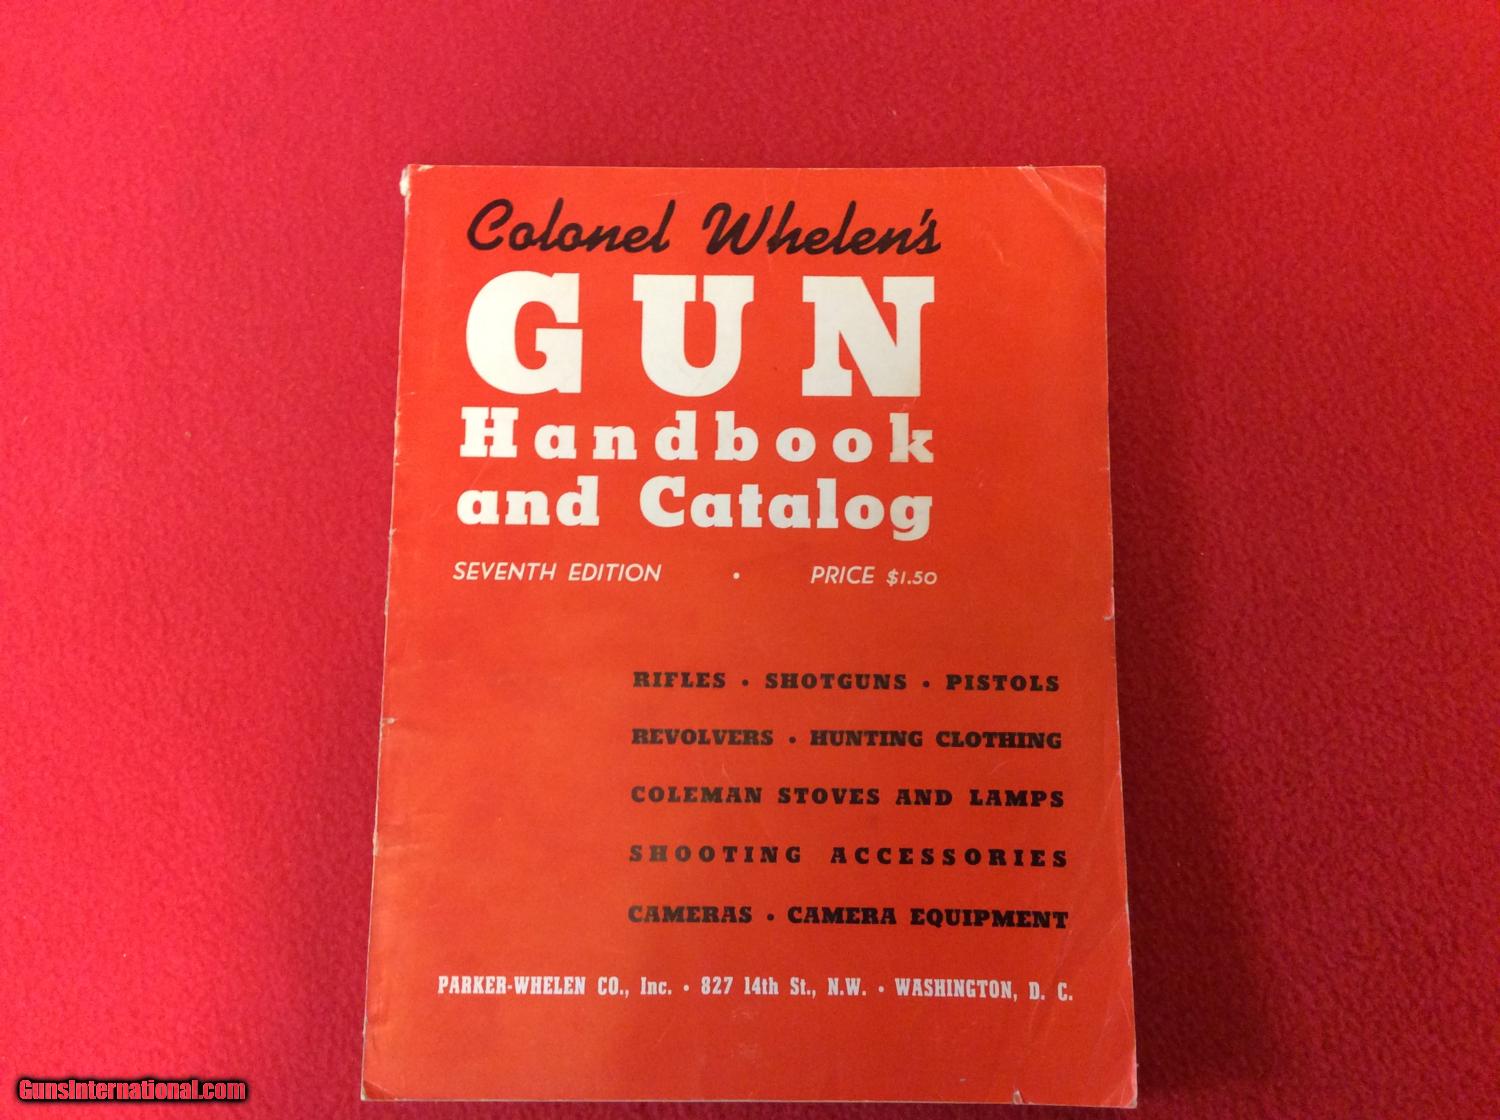 Colonel Whelen's
GUN
Handbook
and Catalog
SEVENTH EDITION • PRICE $1.50
RIFLES • SHOTGUNS • PISTOLS
REVOLVERS • HUNTING CLOTHING
COLEMAN STOVES AND LAMPS
SHOOTING ACCESSORIES
CAMERAS • CAMERA EQUIPMENT
PARKER-WHELEN CO., Inc. • 827 14th St., N.W. • WASHINGTON, D. C.
GunsInternational.com